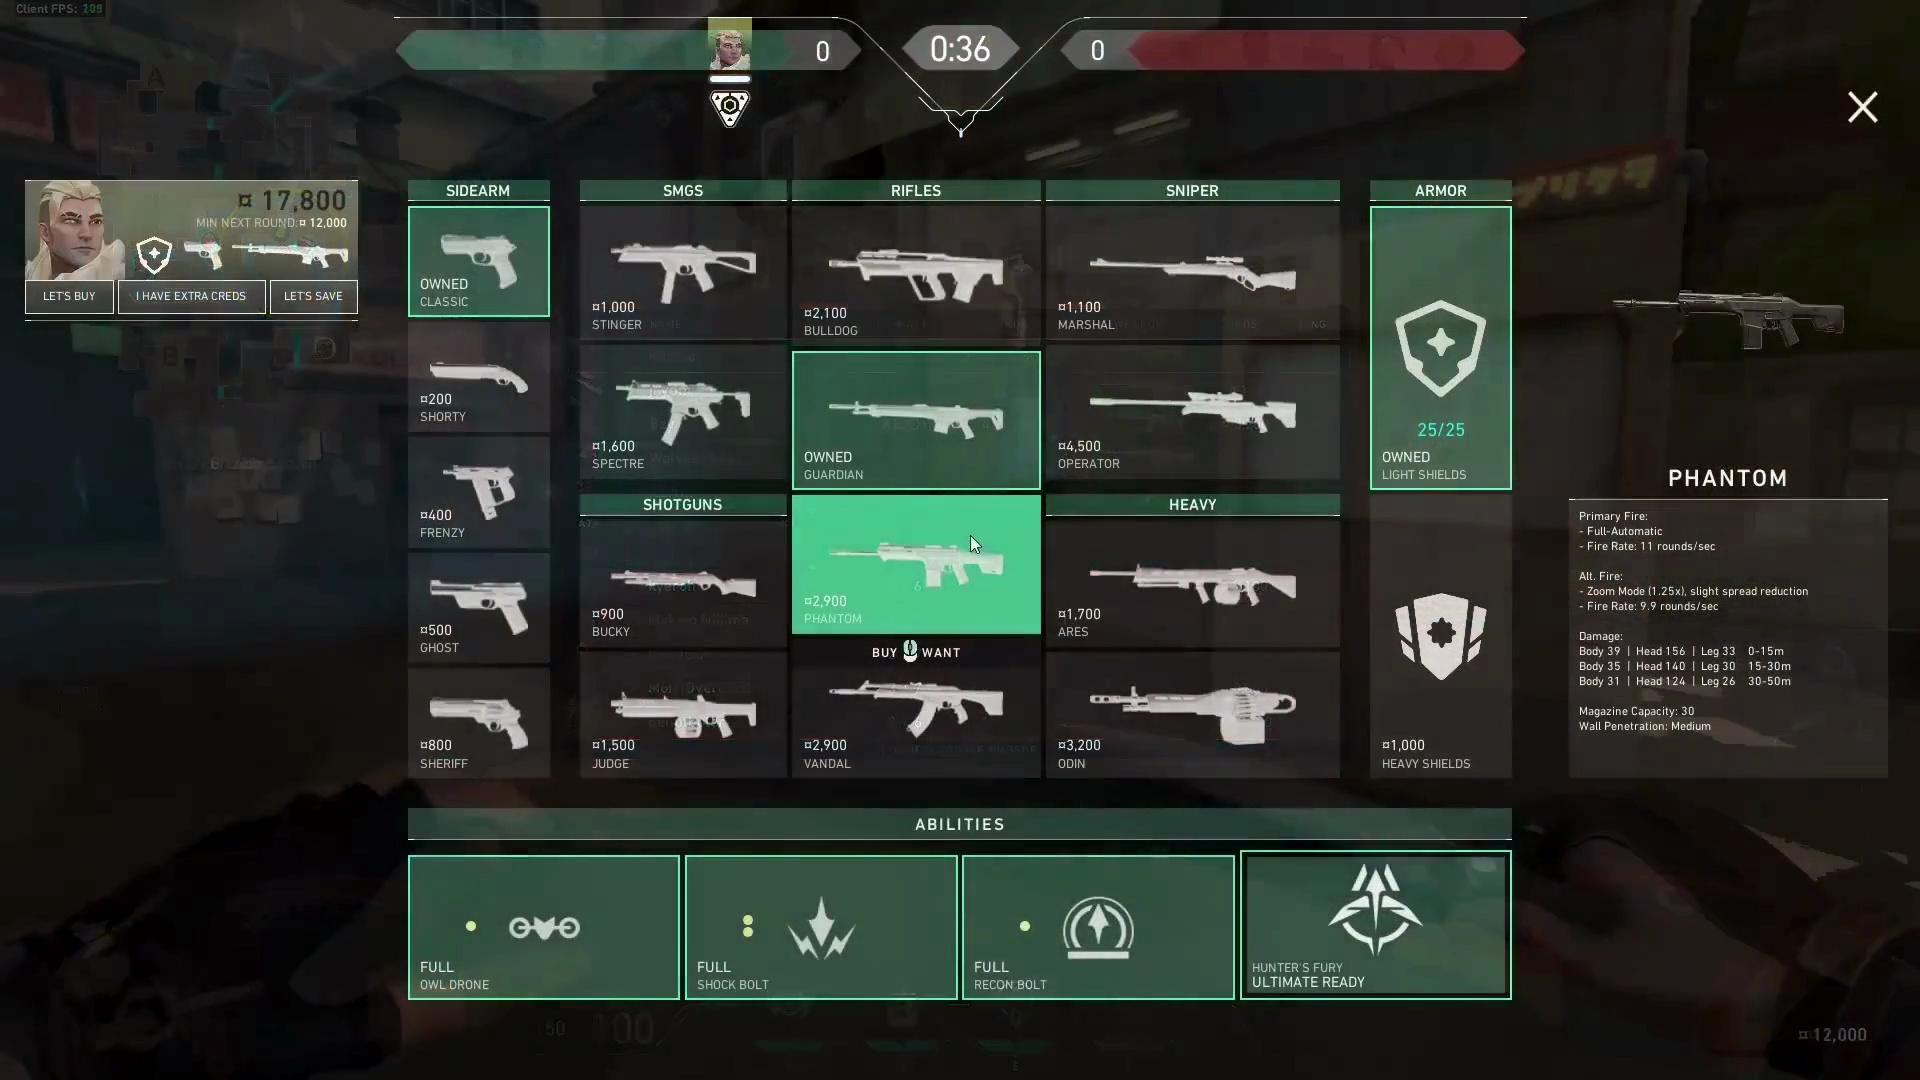 Client FPS: 209
0
0:36
0
¤ 17,800
MIN NEXT ROUND: ¤ 12,000
LET'S BUY
I HAVE EXTRA CREDS
LET'S SAVE
SIDEARM
OWNED
CLASSIC
¤200
SHORTY
¤400
FRENZY
¤500
GHOST
¤800
SHERIFF
SMGS
¤1,000
STINGER
¤1,600
SPECTRE
SHOTGUNS
¤900
BUCKY
¤1,500
JUDGE
RIFLES
¤2,100
BULLDOG
OWNED
GUARDIAN
¤2,900
PHANTOM
BUY WANT
¤2,900
VANDAL
SNIPER
¤1,100
MARSHAL
¤4,500
OPERATOR
HEAVY
¤1,700
ARES
¤3,200
ODIN
ARMOR
25/25
OWNED
LIGHT SHIELDS
¤1,000
HEAVY SHIELDS
PHANTOM
Primary Fire:
- Full-Automatic
- Fire Rate: 11 rounds/sec
Alt. Fire:
- Zoom Mode (1.25x), slight spread reduction
- Fire Rate: 9.9 rounds/sec
Damage:
Body 39 | Head 156 | Leg 33 0-15m
Body 35 | Head 140 | Leg 30 15-30m
Body 31 | Head 124 | Leg 26 30-50m
Magazine Capacity: 30
Wall Penetration: Medium
ABILITIES
FULL
OWL DRONE
FULL
SHOCK BOLT
FULL
RECON BOLT
HUNTER'S FURY
ULTIMATE READY
50
100
¤ 12,000